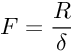 F = R/δ